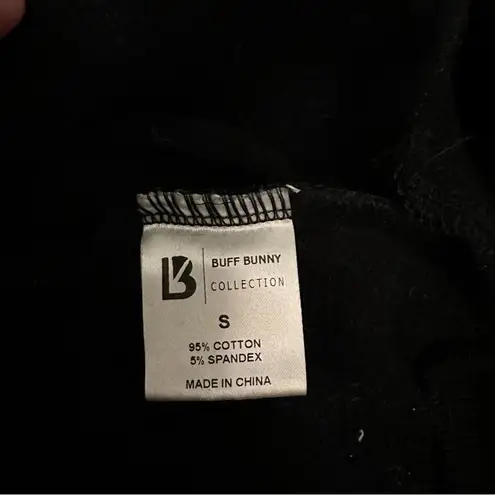 B
BUFF BUNNY
COLLECTION
S
95% COTTON
5% SPANDEX
MADE IN CHINA